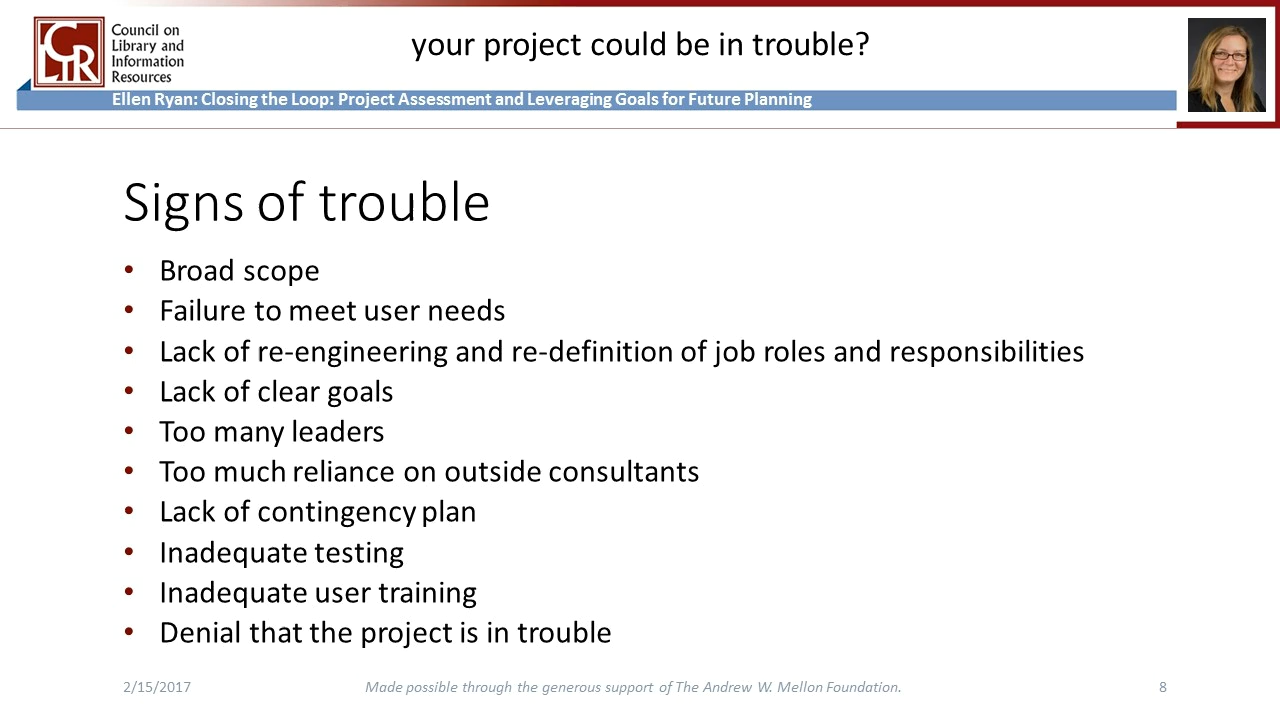 Council on
Library and
Information
Resources
CLIR
your project could be in trouble?
Ellen Ryan: Closing the Loop: Project Assessment and Leveraging Goals for Future Planning
Signs of trouble
• Broad scope
• Failure to meet user needs
• Lack of re-engineering and re-definition of job roles and responsibilities
• Lack of clear goals
• Too many leaders
• Too much reliance on outside consultants
• Lack of contingency plan
• Inadequate testing
• Inadequate user training
• Denial that the project is in trouble
2/15/2017
Made possible through the generous support of The Andrew W. Mellon Foundation.
8